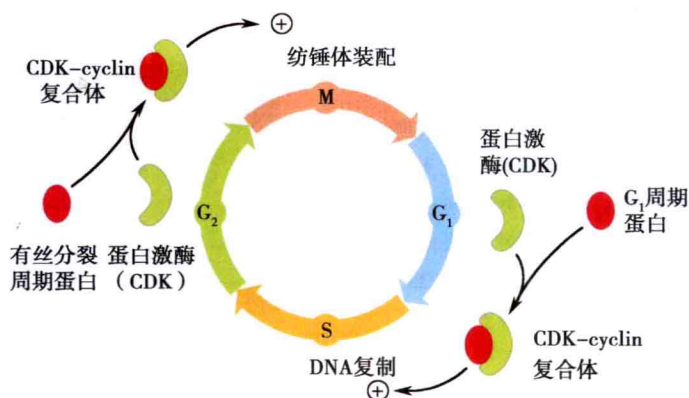 CDK-cyclin
复合体
纺锤体装配
M
蛋白激
酶(CDK)
G₁周期
蛋白
G₂
G₁
有丝分裂
周期蛋白
蛋白激酶
（CDK）
S
DNA复制
CDK-cyclin
复合体